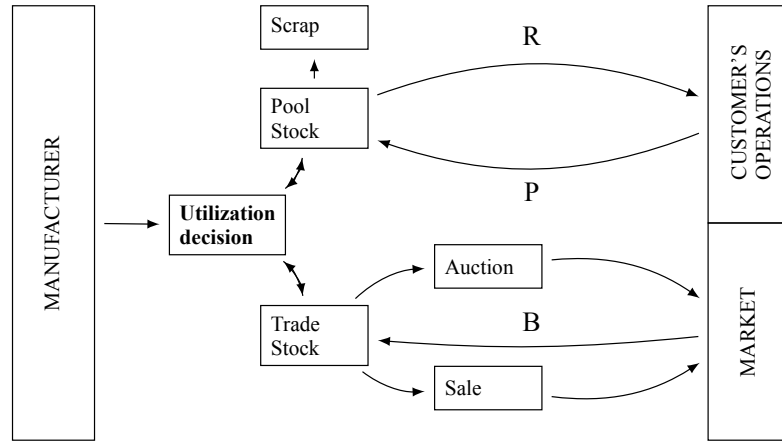 Scrap
R
Pool
Stock
P
MANUFACTURER
Utilization
decision
CUSTOMER'S
OPERATIONS
Auction
B
Trade
Stock
Sale
MARKET